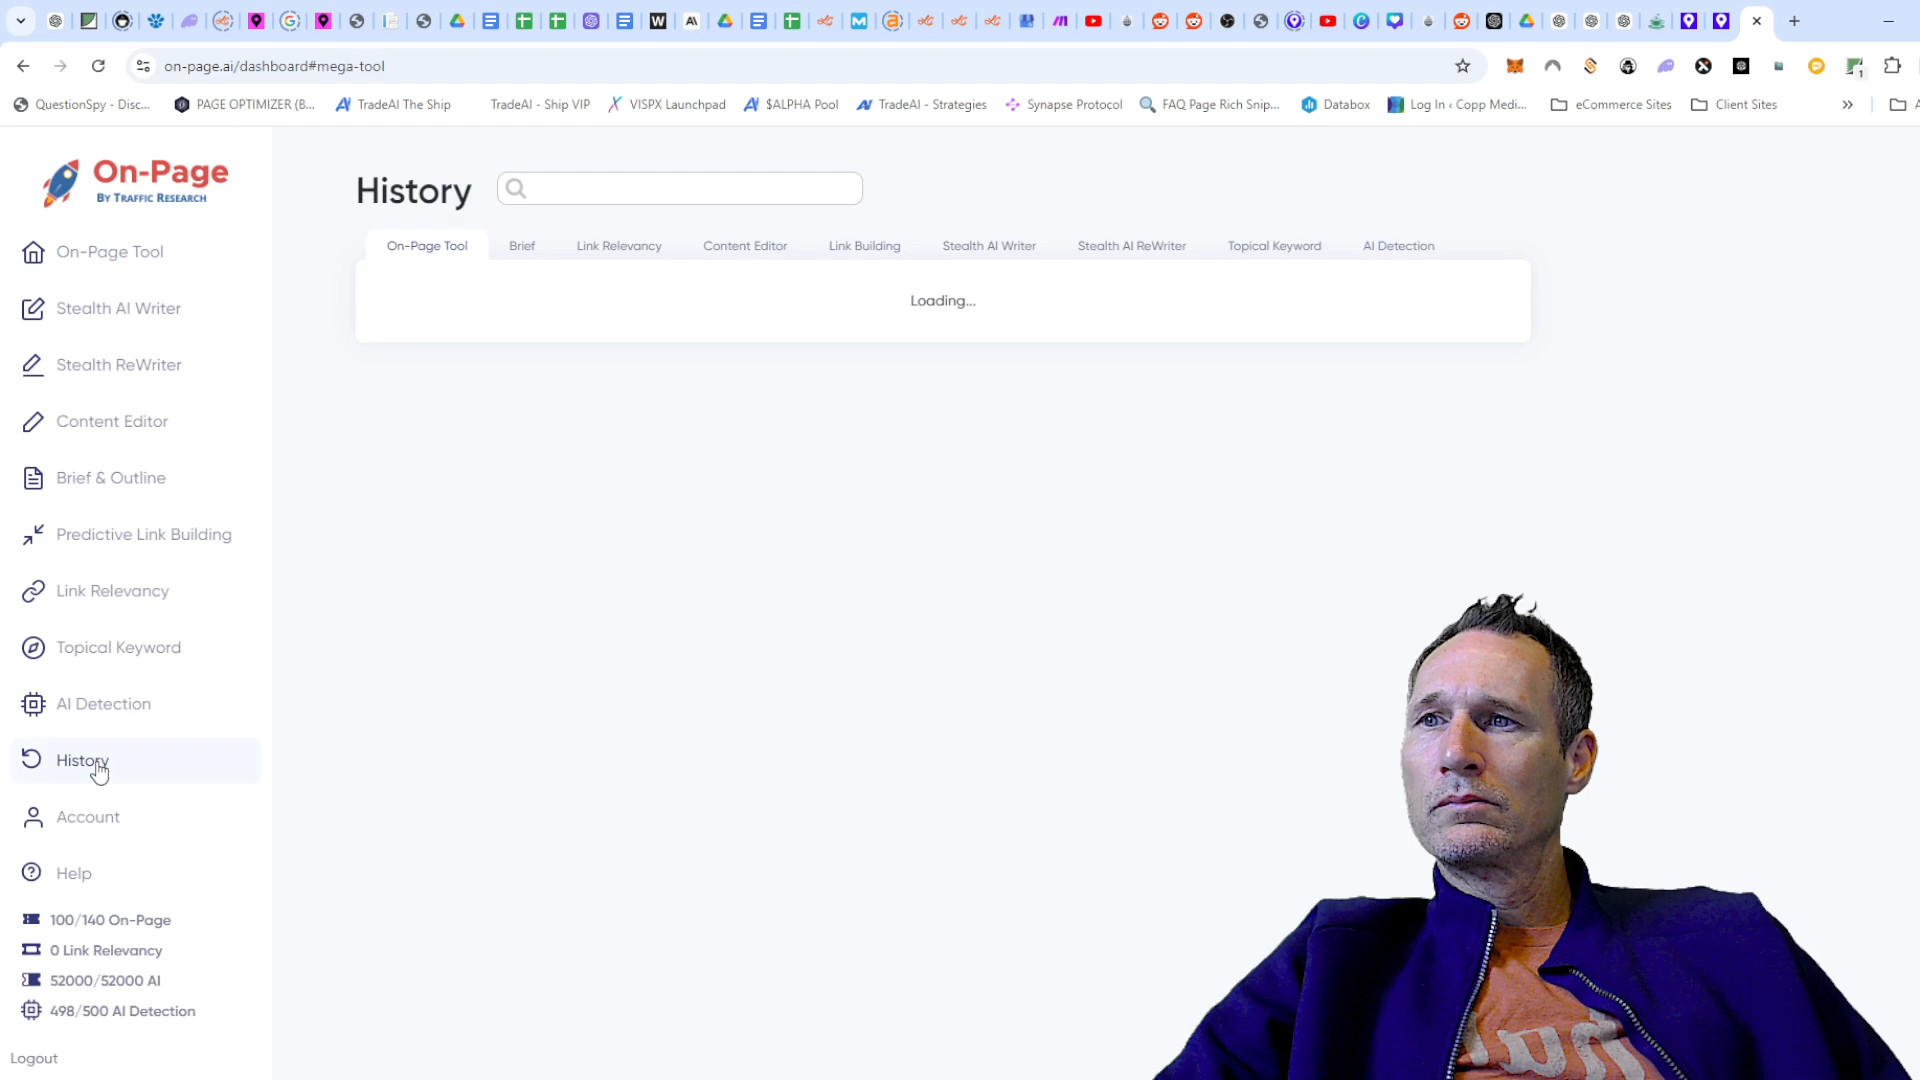 on-page.ai/dashboard#mega-tool
QuestionSpy - Disc...
PAGE OPTIMIZER (B...
TradeAI The Ship
TradeAI - Ship VIP
VISPX Launchpad
$ALPHA Pool
TradeAI - Strategies
Synapse Protocol
FAQ Page Rich Snip...
Databox
Log In ‹ Copp Medi...
eCommerce Sites
Client Sites
»
On-Page
BY TRAFFIC RESEARCH
On-Page Tool
Stealth AI Writer
Stealth ReWriter
Content Editor
Brief & Outline
Predictive Link Building
Link Relevancy
Topical Keyword
AI Detection
History
Account
Help
100/140 On-Page
0 Link Relevancy
52000/52000 AI
498/500 AI Detection
Logout
History
On-Page Tool
Brief
Link Relevancy
Content Editor
Link Building
Stealth AI Writer
Stealth AI ReWriter
Topical Keyword
AI Detection
Loading...